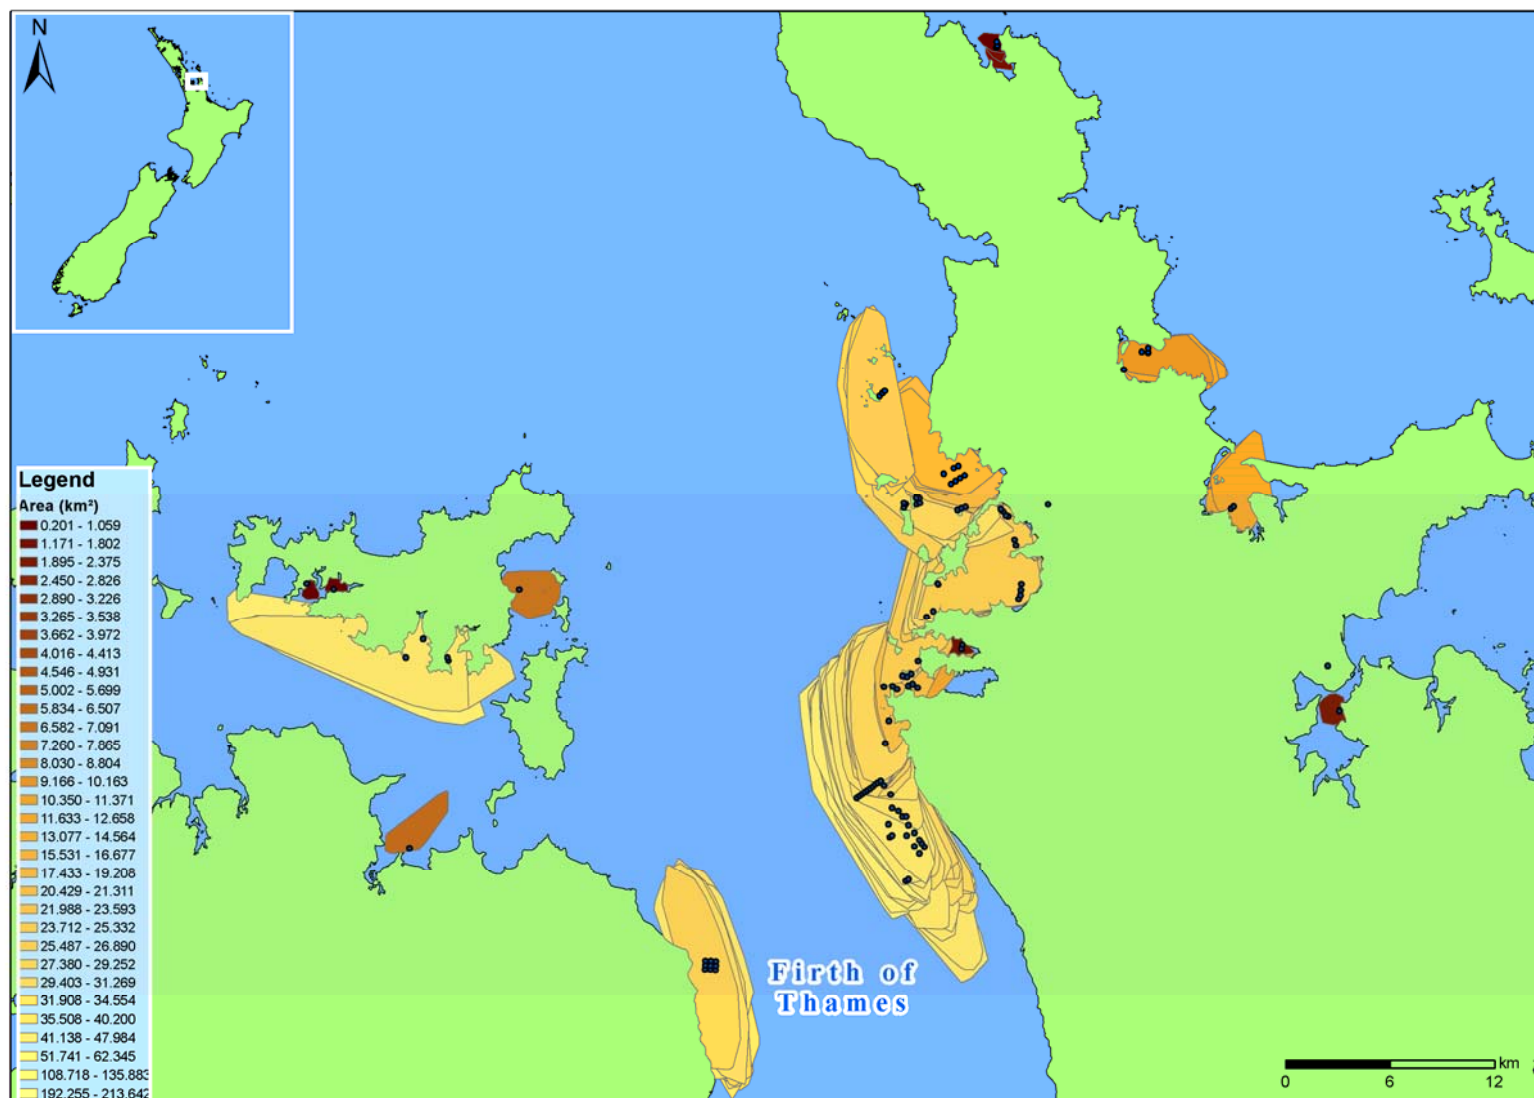 N
Legend
Area (km²)
0.201 - 1.059
1.171 - 1.802
1.895 - 2.375
2.450 - 2.826
2.890 - 3.226
3.265 - 3.538
3.662 - 3.972
4.016 - 4.413
4.546 - 4.931
5.002 - 5.699
5.834 - 6.507
6.582 - 7.091
7.260 - 7.865
8.030 - 8.804
9.166 - 10.163
10.350 - 11.371
11.633 - 12.658
13.077 - 14.564
15.531 - 16.677
17.433 - 19.208
20.429 - 21.311
21.988 - 23.593
23.712 - 25.332
25.487 - 26.890
27.380 - 29.252
29.403 - 31.269
31.908 - 34.554
35.508 - 40.200
41.138 - 47.984
51.741 - 62.345
108.718 - 135.883
192.255 - 213.642
Firth of
Thames
km
0 6 12